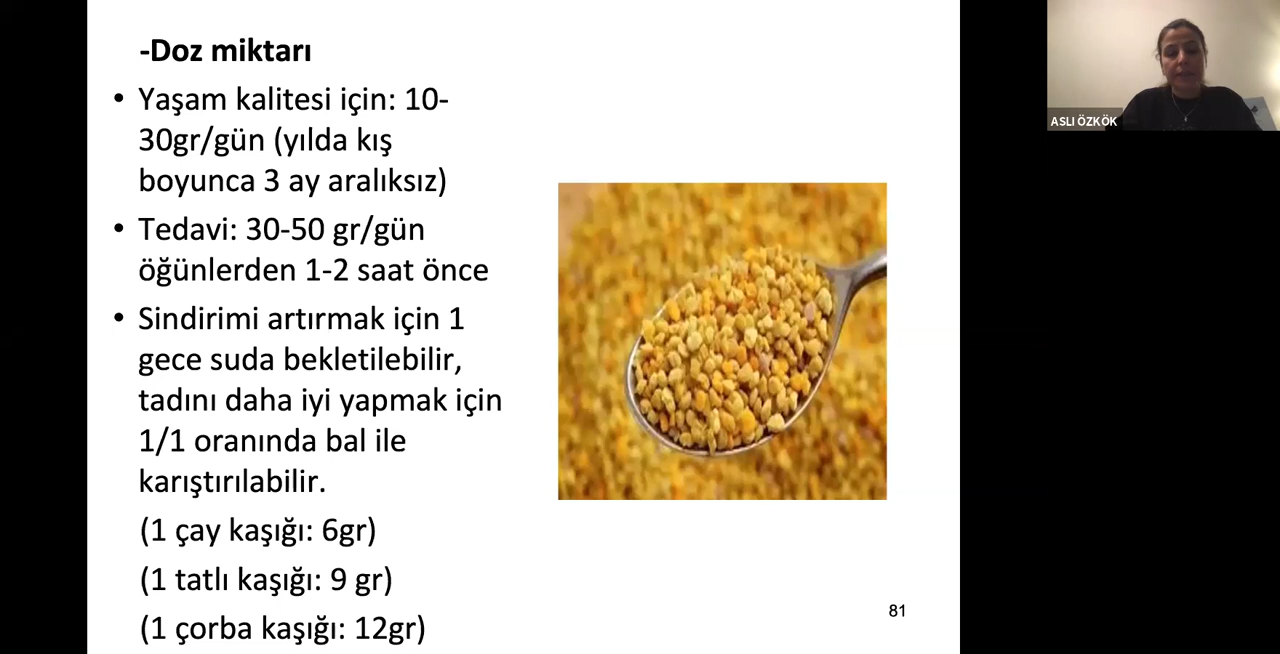 -Doz miktarı
• Yaşam kalitesi için: 10-
30gr/gün (yılda kış
boyunca 3 ay aralıksız)
• Tedavi: 30-50 gr/gün
öğünlerden 1-2 saat önce
• Sindirimi artırmak için 1
gece suda bekletilebilir,
tadını daha iyi yapmak için
1/1 oranında bal ile
karıştırılabilir.
(1 çay kaşığı: 6gr)
(1 tatlı kaşığı: 9 gr)
(1 çorba kaşığı: 12gr)
81
ASLI ÖZKÖK